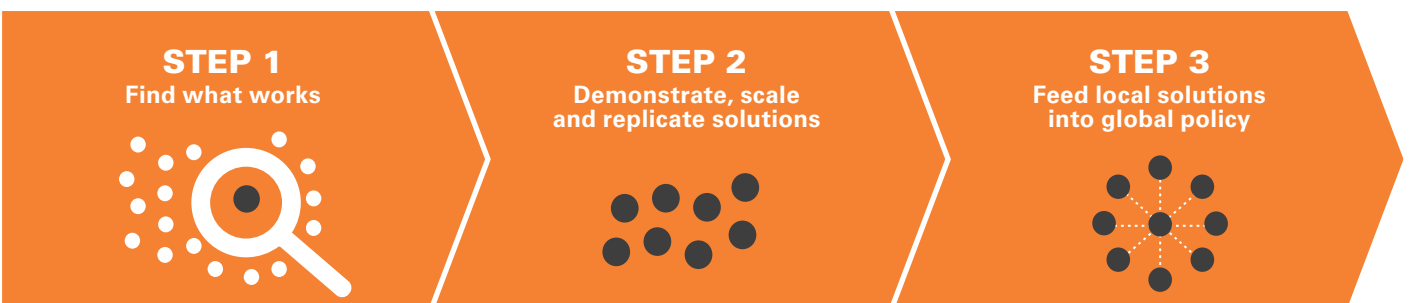 STEP 1
Find what works
STEP 2
Demonstrate, scale
and replicate solutions
STEP 3
Feed local solutions
into global policy